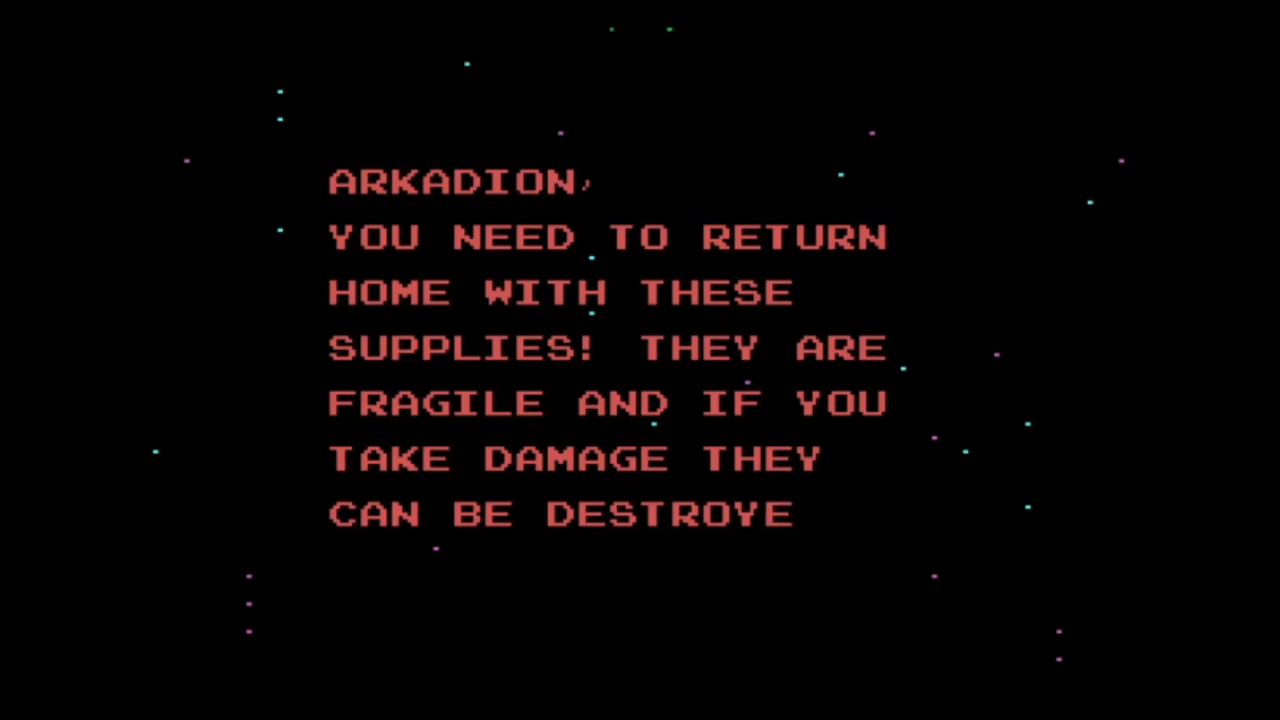 ARKADION,
YOU NEED TO RETURN
HOME WITH THESE
SUPPLIES! THEY ARE
FRAGILE AND IF YOU
TAKE DAMAGE THEY
CAN BE DESTROYE